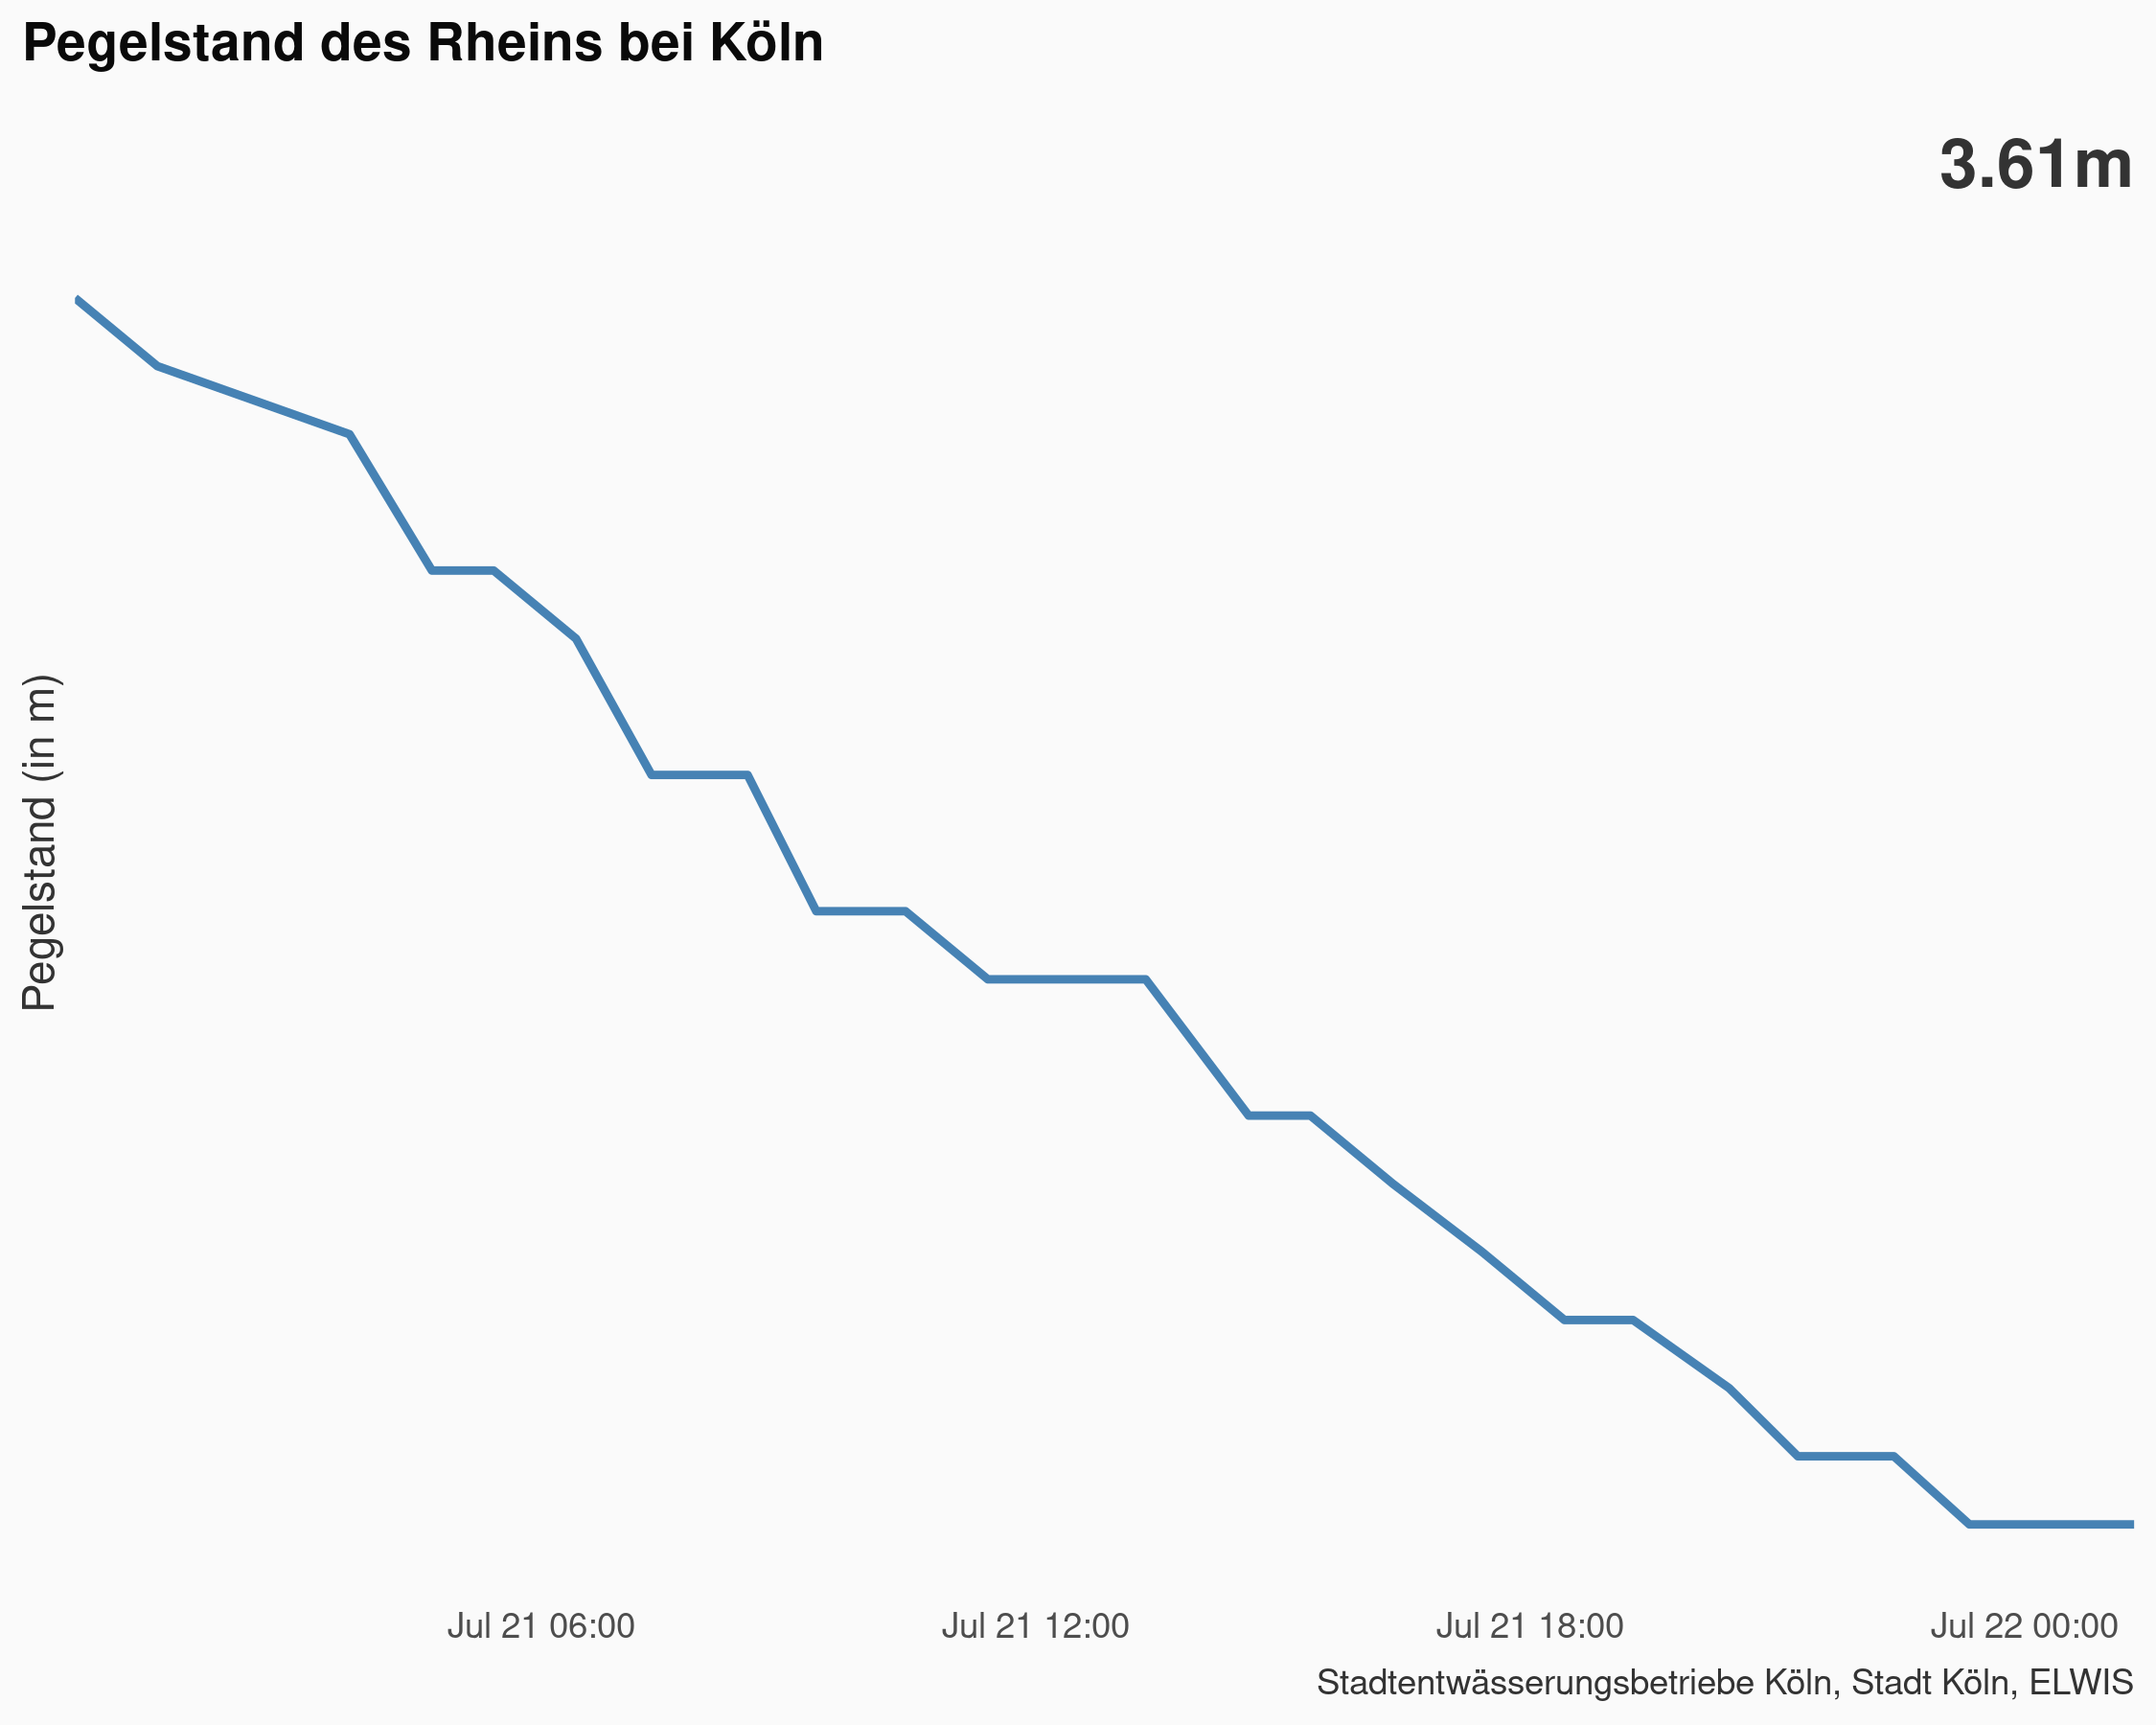 Pegelstand des Rheins bei Köln
3.61m
Pegelstand (in m)
Jul 21 06:00
Jul 21 12:00
Jul 21 18:00
Jul 22 00:00
Stadtentwässerungsbetriebe Köln, Stadt Köln, ELWIS